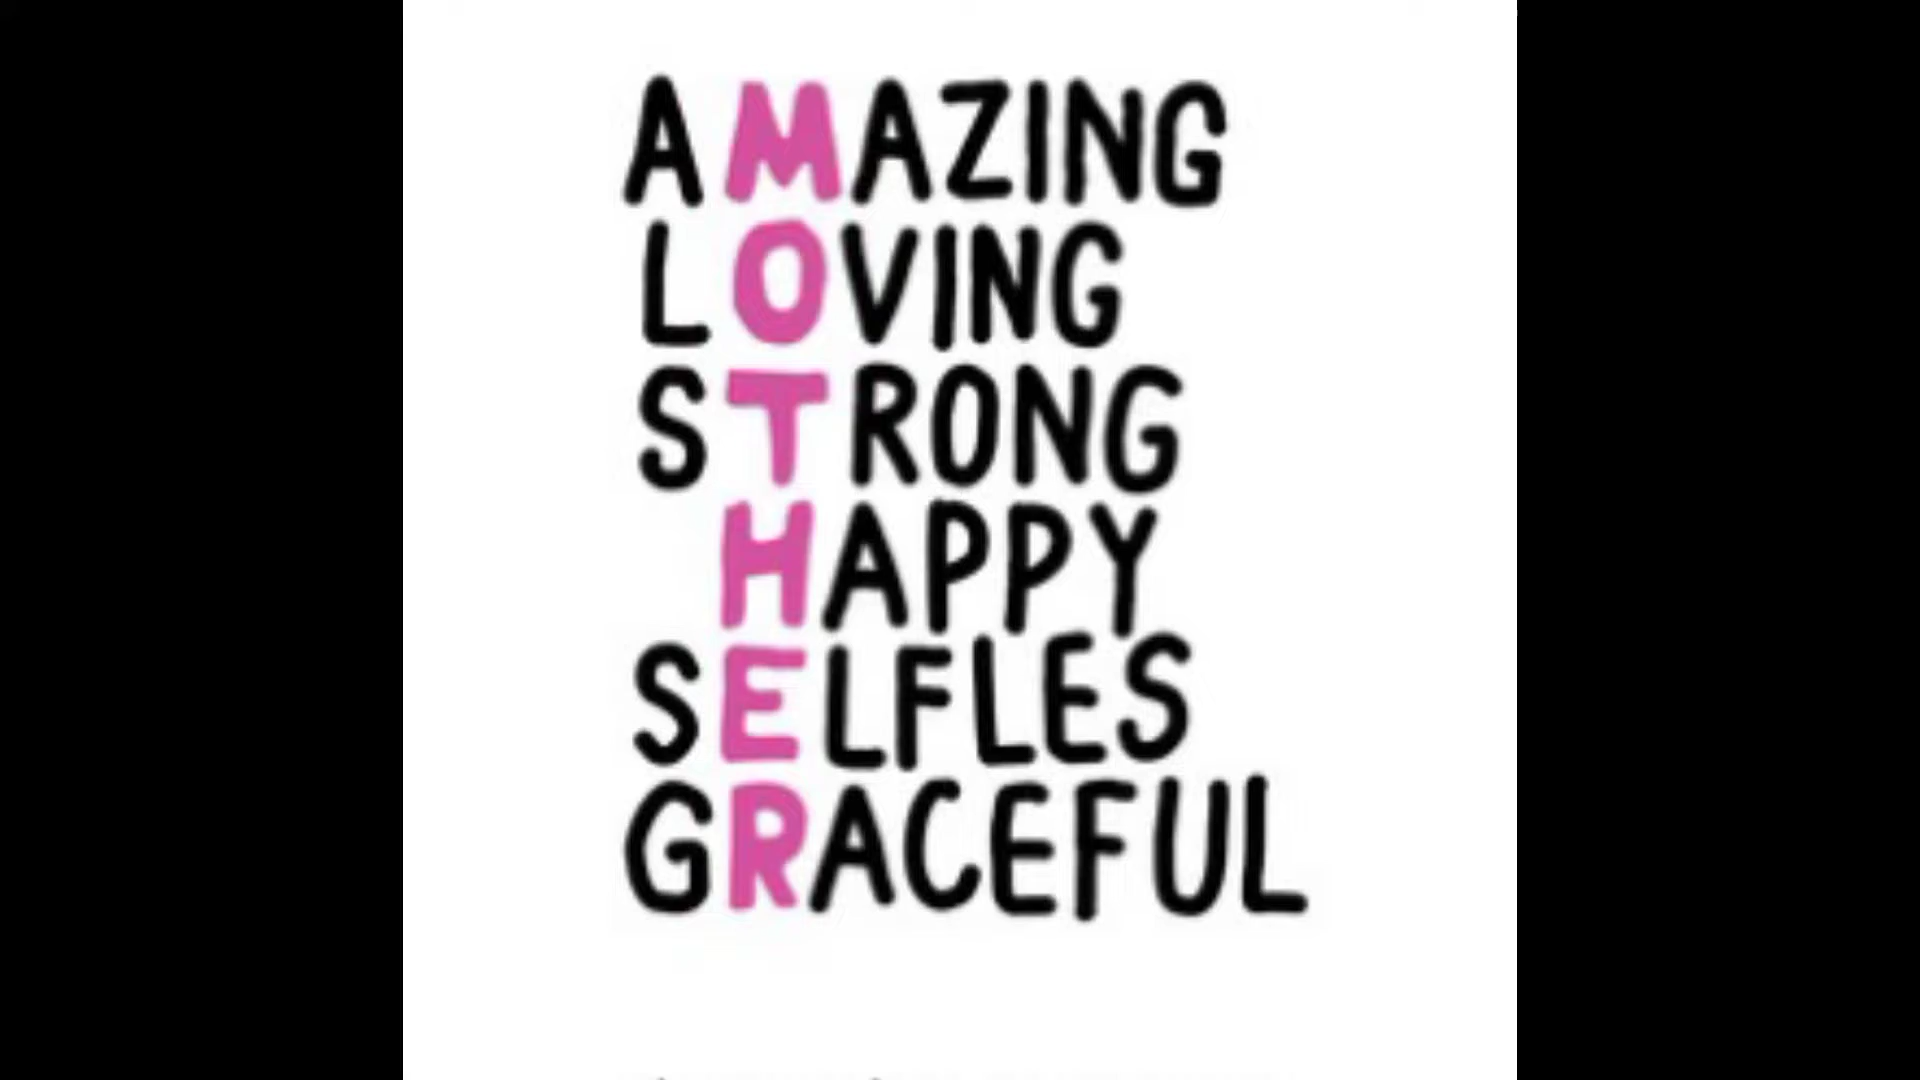 AMAZING
LOVING
STRONG
HAPPY
SELFLES
GRACEFUL